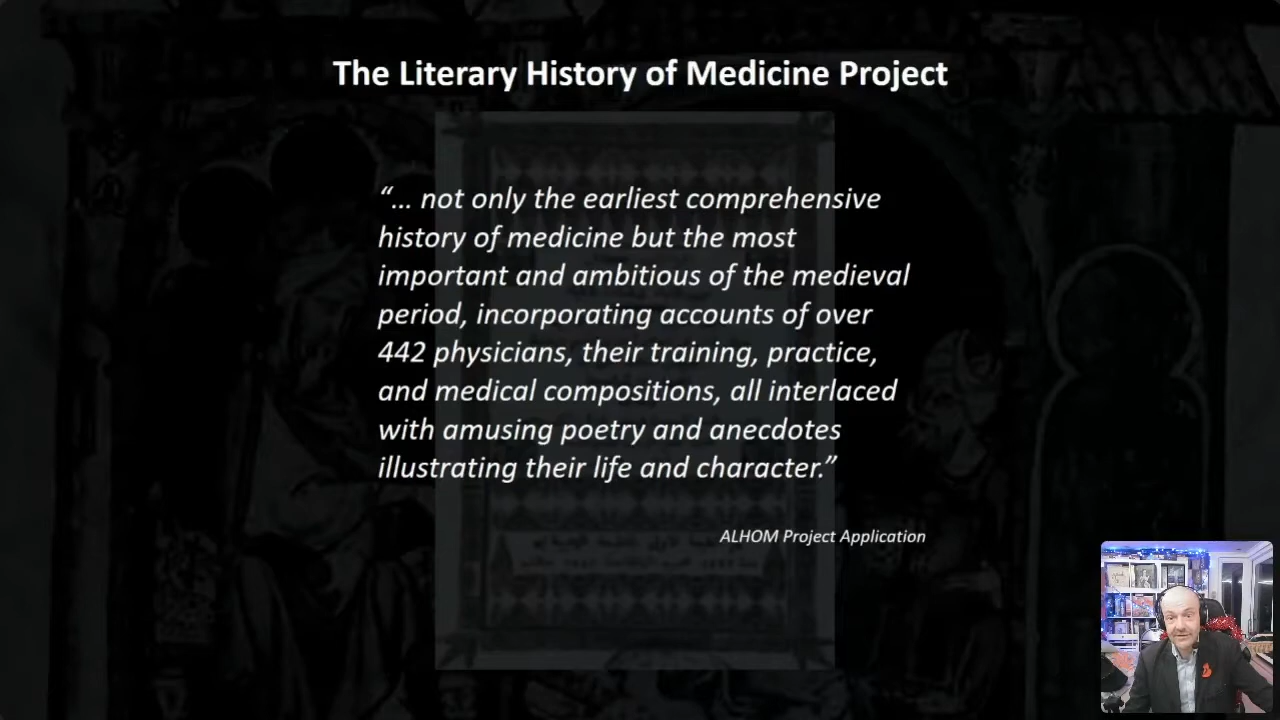 The Literary History of Medicine Project
“... not only the earliest comprehensive
history of medicine but the most
important and ambitious of the medieval
period, incorporating accounts of over
442 physicians, their training, practice,
and medical compositions, all interlaced
with amusing poetry and anecdotes
illustrating their life and character.”
ALHOM Project Application